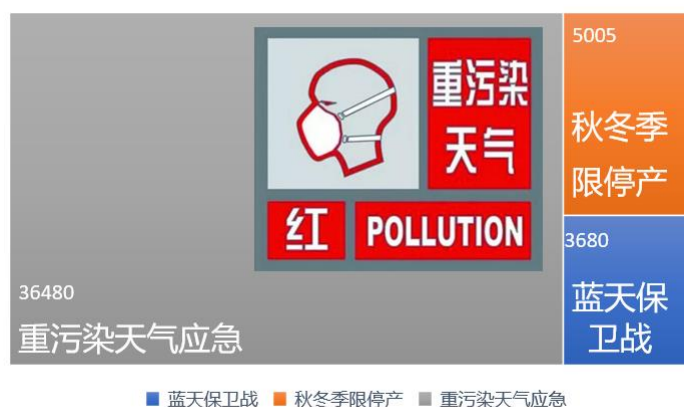 重污染
天气
红
POLLUTION
36480
重污染天气应急
5005
秋冬季
限停产
3680
蓝天保
卫战
蓝天保卫战
秋冬季限停产
重污染天气应急